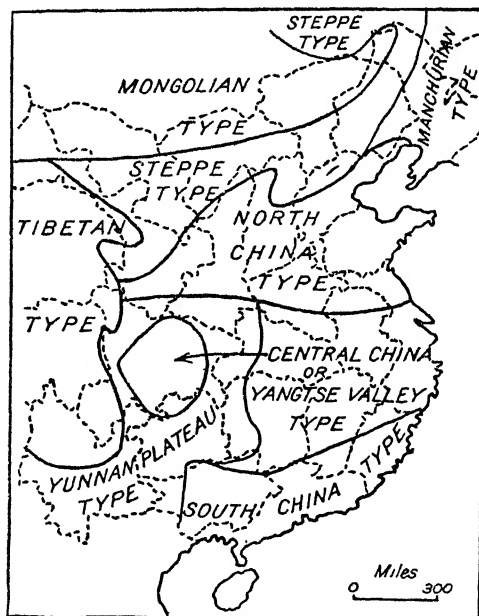 STEPPE
TYPE
MONGOLIAN
TYPE
MANCHURIAN
TYPE
STEPPE
TYPE
TIBETAN
TYPE
NORTH
CHINA
TYPE
CENTRAL CHINA
OR
YANGTSE VALLEY
TYPE
YUNNAN PLATEAU
TYPE
SOUTH CHINA TYPE
Miles
0 300